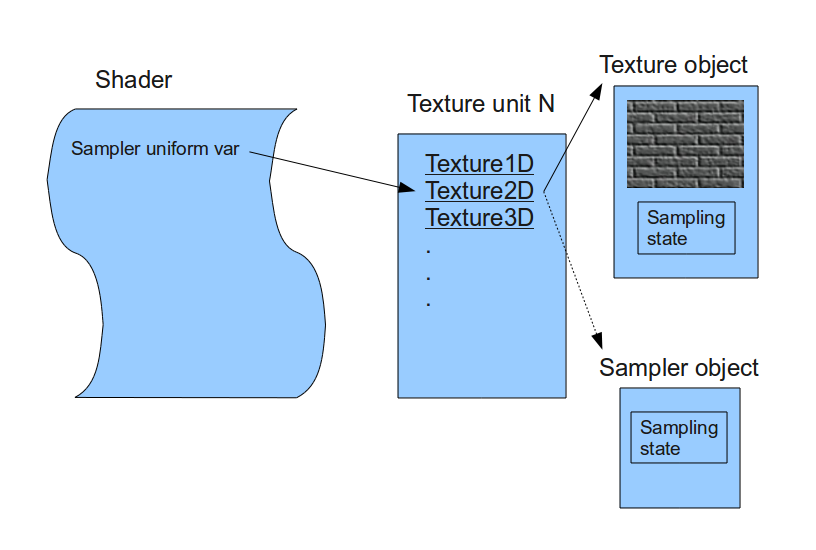 Shader
Sampler uniform var
Texture unit N
Texture1D
Texture2D
Texture3D
.
.
.
Texture object
Sampling
state
Sampler object
Sampling
state